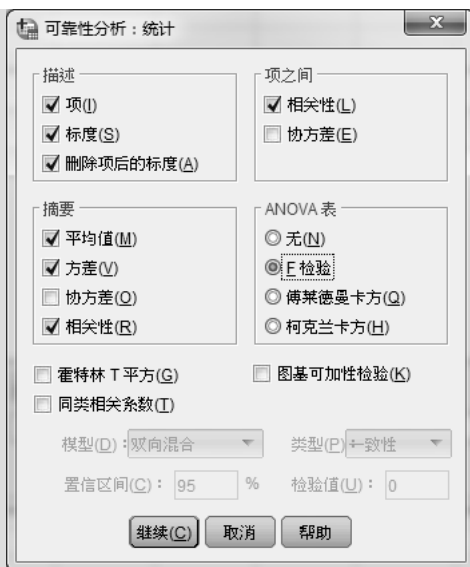 可靠性分析：统计
描述
项(I)
标度(S)
删除项后的标度(A)
项之间
相关性(L)
协方差(E)
摘要
平均值(M)
方差(V)
协方差(O)
相关性(R)
ANOVA 表
无(N)
F 检验
傅莱德曼卡方(Q)
柯克兰卡方(H)
霍特林 T 平方(G)
图基可加性检验(K)
同类相关系数(T)
模型(D)：双向混合
类型(P)：一致性
置信区间(C)： 95 %
检验值(U)： 0
继续(C) 取消 帮助